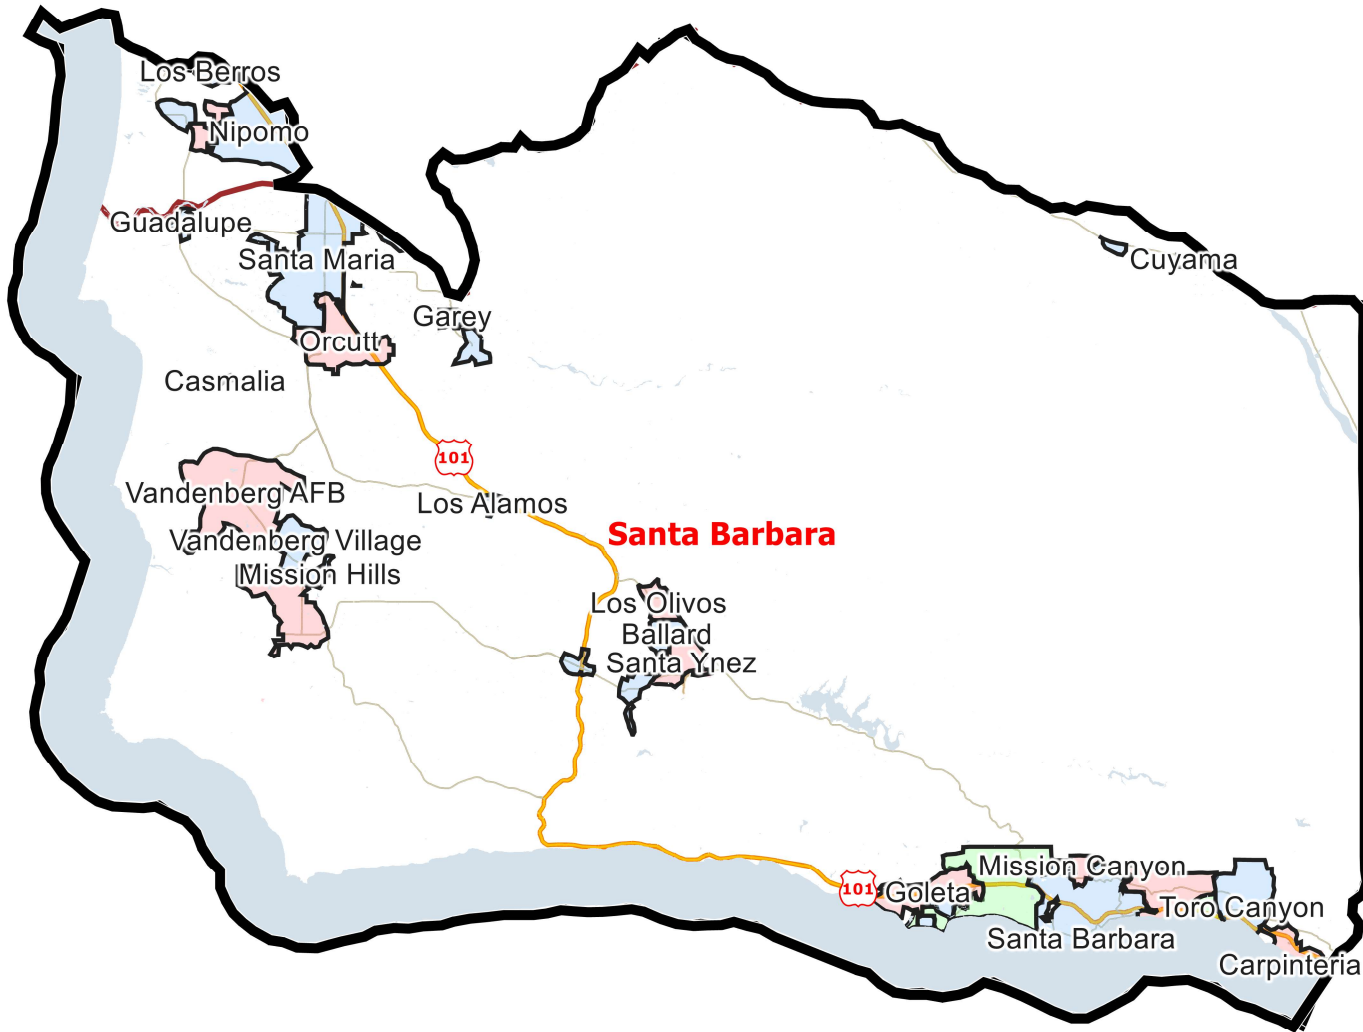 Los Berros
Nipomo
Guadalupe
Santa Maria
Cuyama
Garey
Orcutt
Casmalia
101
Vandenberg AFB
Los Alamos
Santa Barbara
Vandenberg Village
Mission Hills
Los Olivos
Ballard
Santa Ynez
Mission Canyon
101
Goleta
Toro Canyon
Santa Barbara
Carpinteria